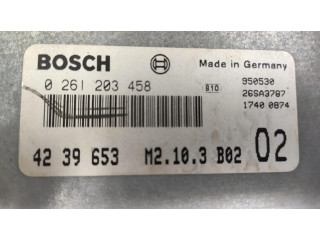 BOSCH Made in Germany
0 261 203 458 910 950530
26SA3787
1740 0874
42 39 653 M2.10.3 B02 02